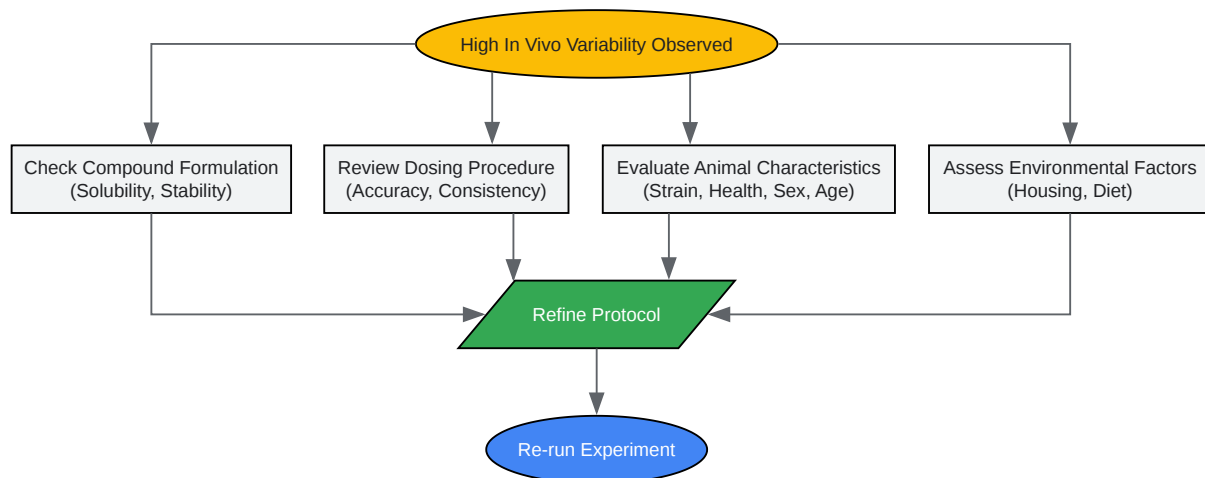 High In Vivo Variability Observed
Check Compound Formulation
(Solubility, Stability)
Review Dosing Procedure
(Accuracy, Consistency)
Evaluate Animal Characteristics
(Strain, Health, Sex, Age)
Assess Environmental Factors
(Housing, Diet)
Refine Protocol
Re-run Experiment